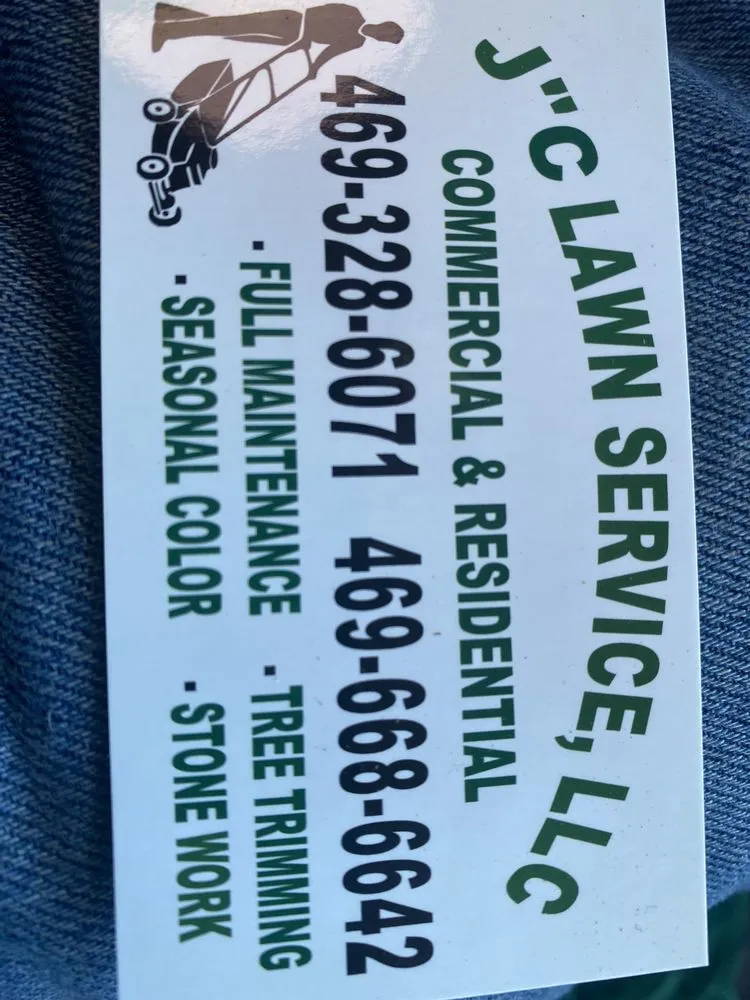 J"C LAWN SERVICE, LLC
COMMERCIAL & RESIDENTIAL
469-328-6071 469-668-6642
· FULL MAINTENANCE · TREE TRIMMING
· SEASONAL COLOR · STONE WORK